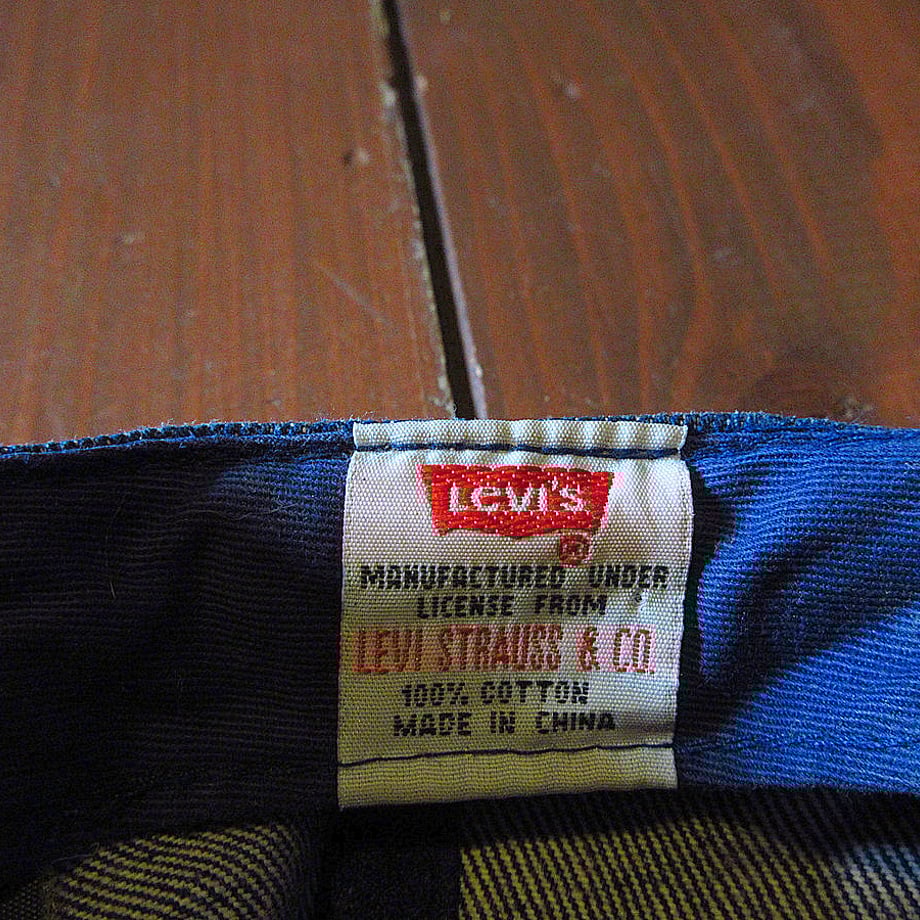 LEVI'S
®
MANUFACTURED UNDER
LICENSE FROM
LEVI STRAUSS & CO.
100% COTTON
MADE IN CHINA